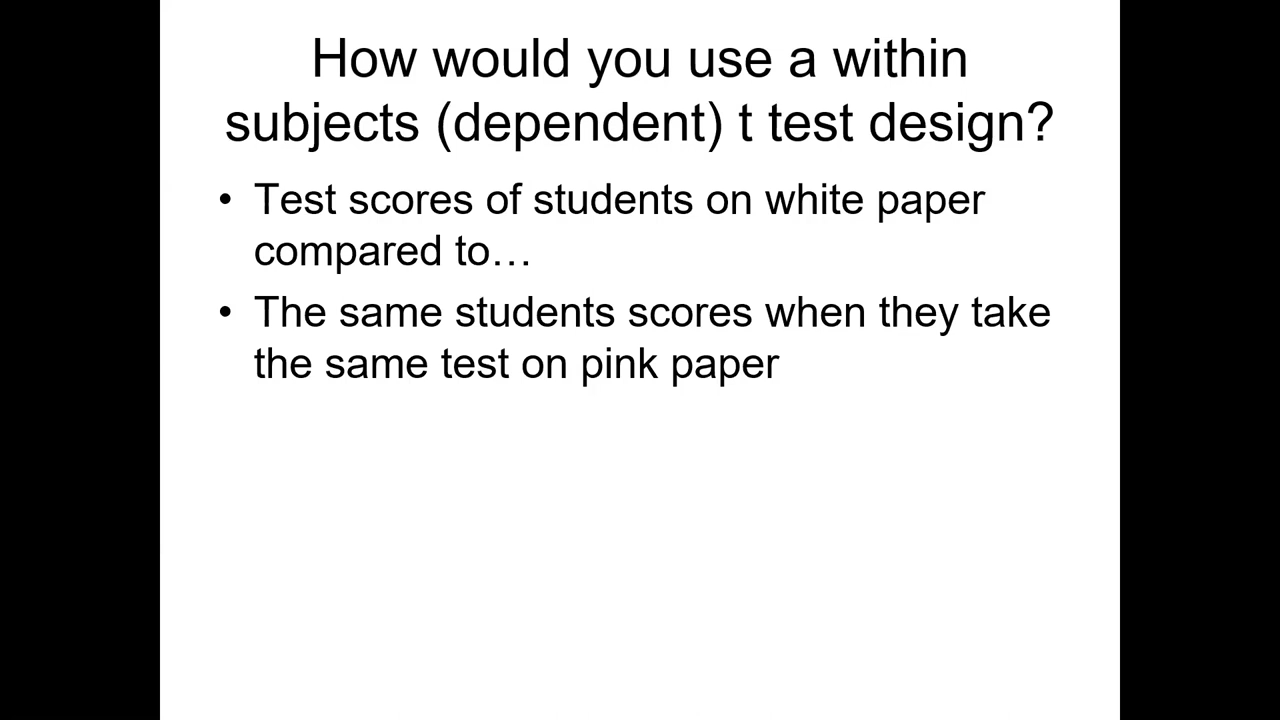 How would you use a within
subjects (dependent) t test design?
• Test scores of students on white paper
compared to…
• The same students scores when they take
the same test on pink paper